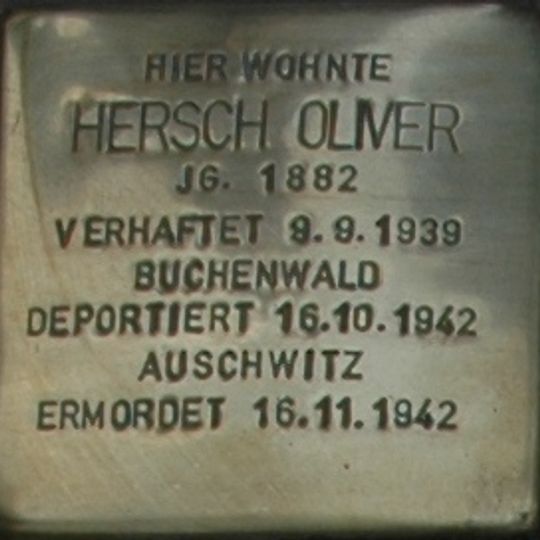 HIER WOHNTE
HERSCH OLIVER
JG. 1882
VERHAFTET 9.9.1939
BUCHENWALD
DEPORTIERT 16.10.1942
AUSCHWITZ
ERMORDET 16.11.1942